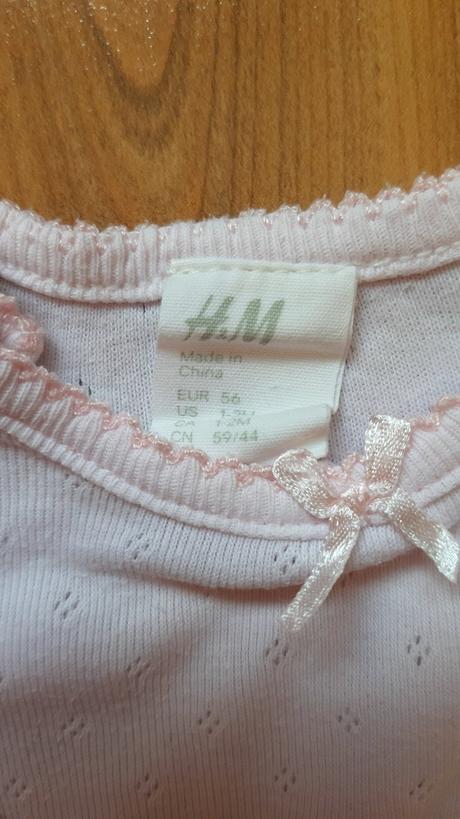 H&M
Made in
China
EUR 56
US
CA 1-2M
CN 59/44